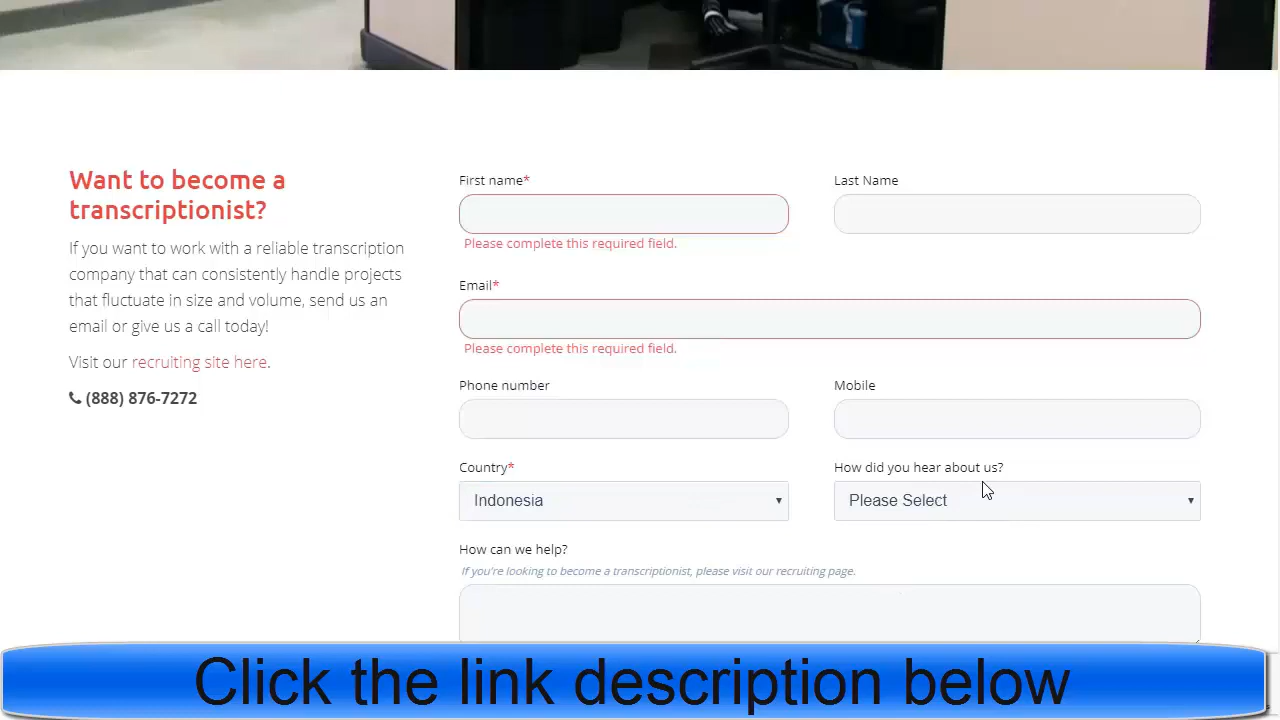 Want to become a
transcriptionist?
If you want to work with a reliable transcription
company that can consistently handle projects
that fluctuate in size and volume, send us an
email or give us a call today!
Visit our recruiting site here.
(888) 876-7272
First name*
Last Name
Please complete this required field.
Email*
Please complete this required field.
Phone number
Mobile
Country*
How did you hear about us?
Indonesia
Please Select
How can we help?
If you're looking to become a transcriptionist, please visit our recruiting page.
Click the link description below